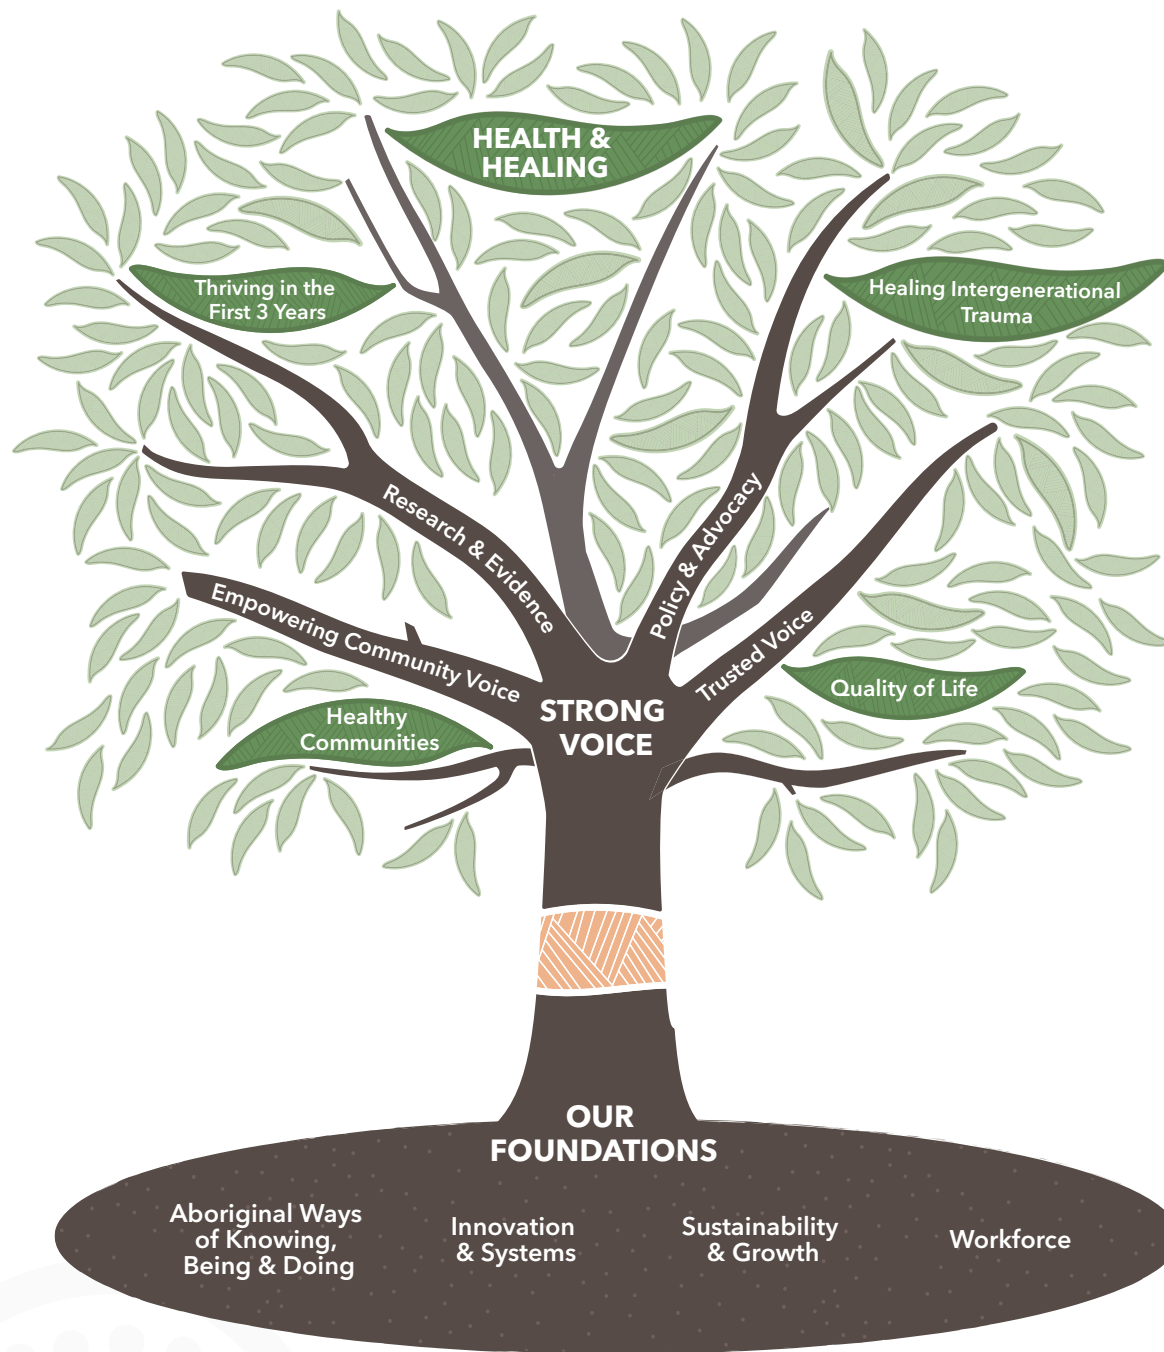 HEALTH &
HEALING
Thriving in the
First 3 Years
Healing Intergenerational
Trauma
Research & Evidence
Policy & Advocacy
Empowering Community Voice
Trusted Voice
Quality of Life
STRONG
VOICE
Healthy
Communities
OUR
FOUNDATIONS
Aboriginal Ways
of Knowing,
Being & Doing
Innovation
& Systems
Sustainability
& Growth
Workforce